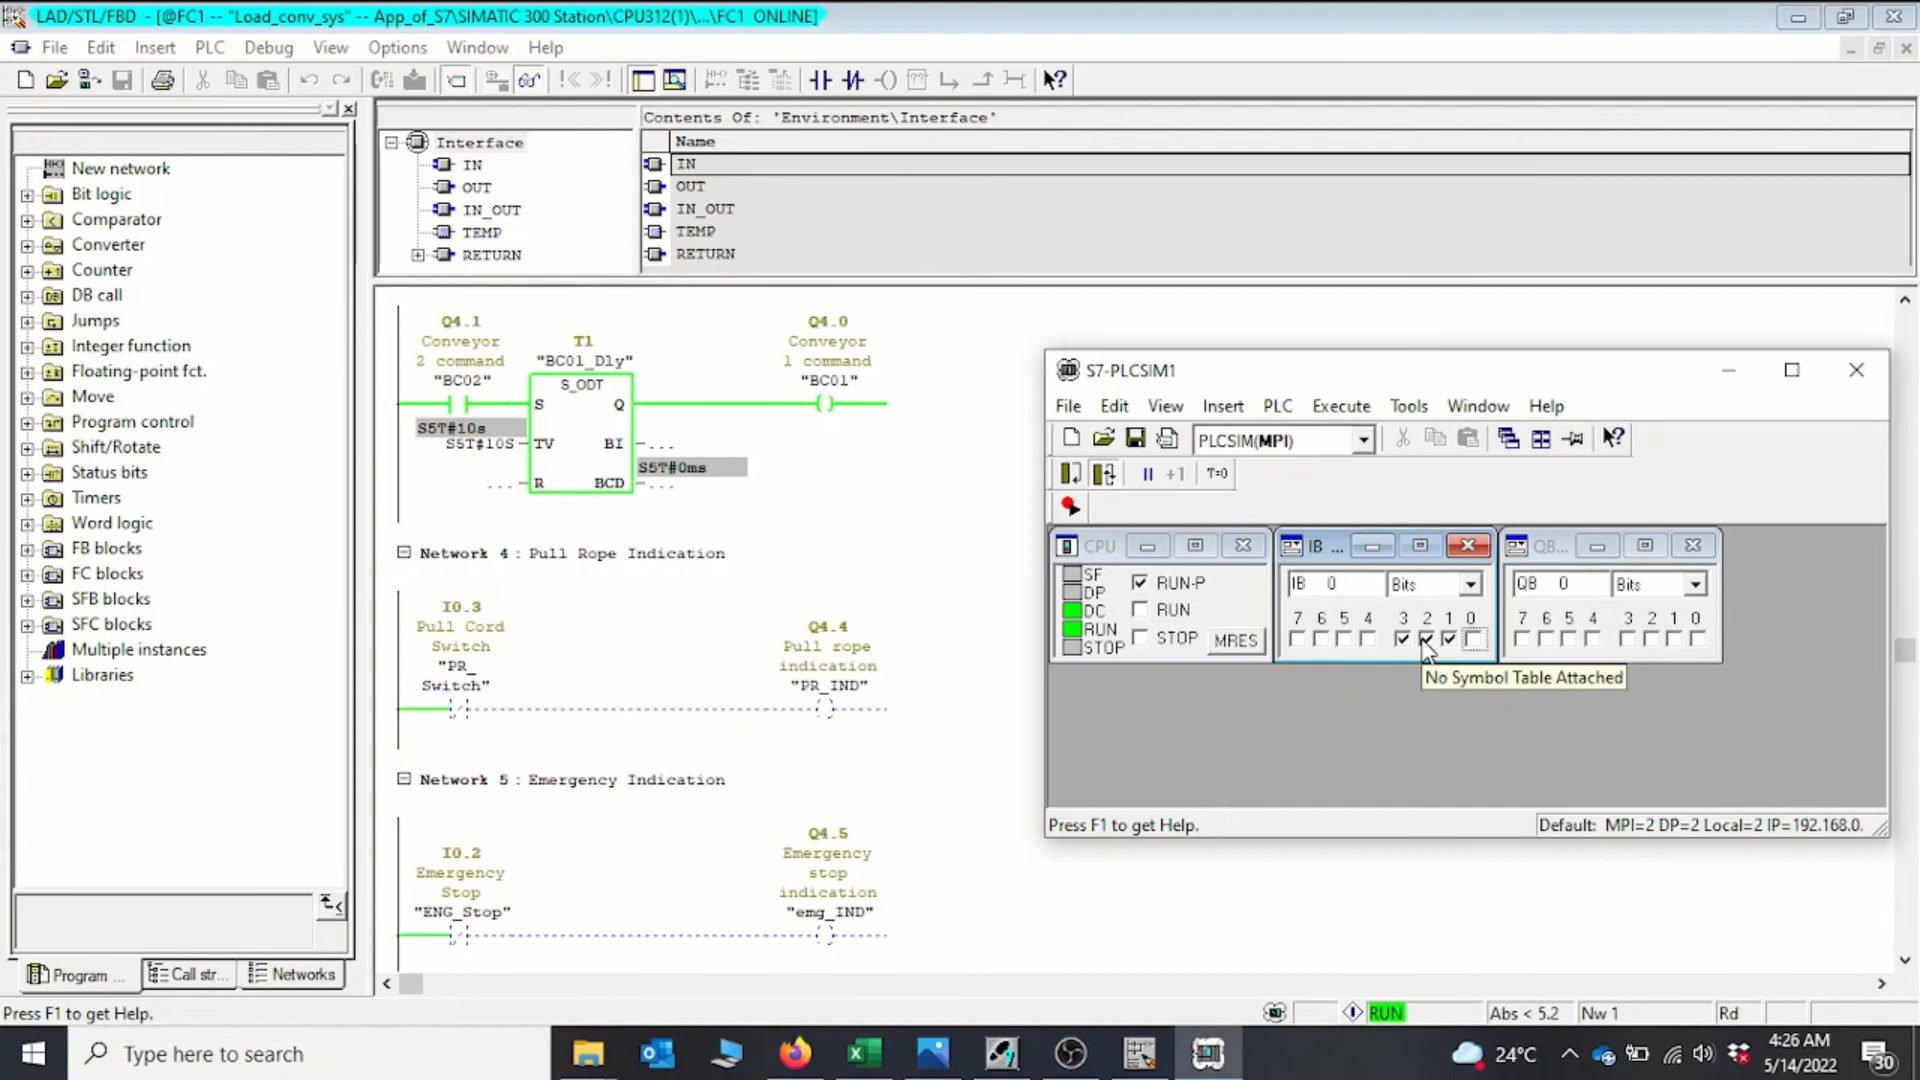 LAD/STL/FBD - [@FC1 -- "Load_conv_sys" -- App_of_S7\SIMATIC 300 Station\CPU312(1)\...\FC1 ONLINE]
File Edit Insert PLC Debug View Options Window Help
New network
Bit logic
Comparator
Converter
Counter
DB call
Jumps
Integer function
Floating-point fct.
Move
Program control
Shift/Rotate
Status bits
Timers
Word logic
FB blocks
FC blocks
SFB blocks
SFC blocks
Multiple instances
Libraries
Program ...
Call str...
Networks
Interface
IN
OUT
IN_OUT
TEMP
RETURN
Contents Of: 'Environment\Interface'
Name
IN
OUT
IN_OUT
TEMP
RETURN
Q4.1
Conveyor
2 command
"BC02"
T1
"BC01_Dly"
S_ODT
Q4.0
Conveyor
1 command
"BC01"
S Q
S5T#10s
S5T#10S TV BI ...
S5T#0ms
... R BCD ...
Network 4 : Pull Rope Indication
I0.3
Pull Cord
Switch
"PR_
Switch"
Q4.4
Pull rope
indication
"PR_IND"
Network 5 : Emergency Indication
I0.2
Emergency
Stop
"ENG_Stop"
Q4.5
Emergency
stop
indication
"emg_IND"
S7-PLCSIM1
File Edit View Insert PLC Execute Tools Window Help
PLCSIM(MPI)
+1 T=0
CPU
SF
DP
DC
RUN
STOP
RUN-P
RUN
STOP
MRES
IB ...
IB 0 Bits
7 6 5 4 3 2 1 0
QB...
QB 0 Bits
7 6 5 4 3 2 1 0
No Symbol Table Attached
Press F1 to get Help.
Default: MPI=2 DP=2 Local=2 IP=192.168.0.
Press F1 to get Help.
RUN
Abs < 5.2
Nw 1
Rd
Type here to search
24°C
4:26 AM
5/14/2022
30